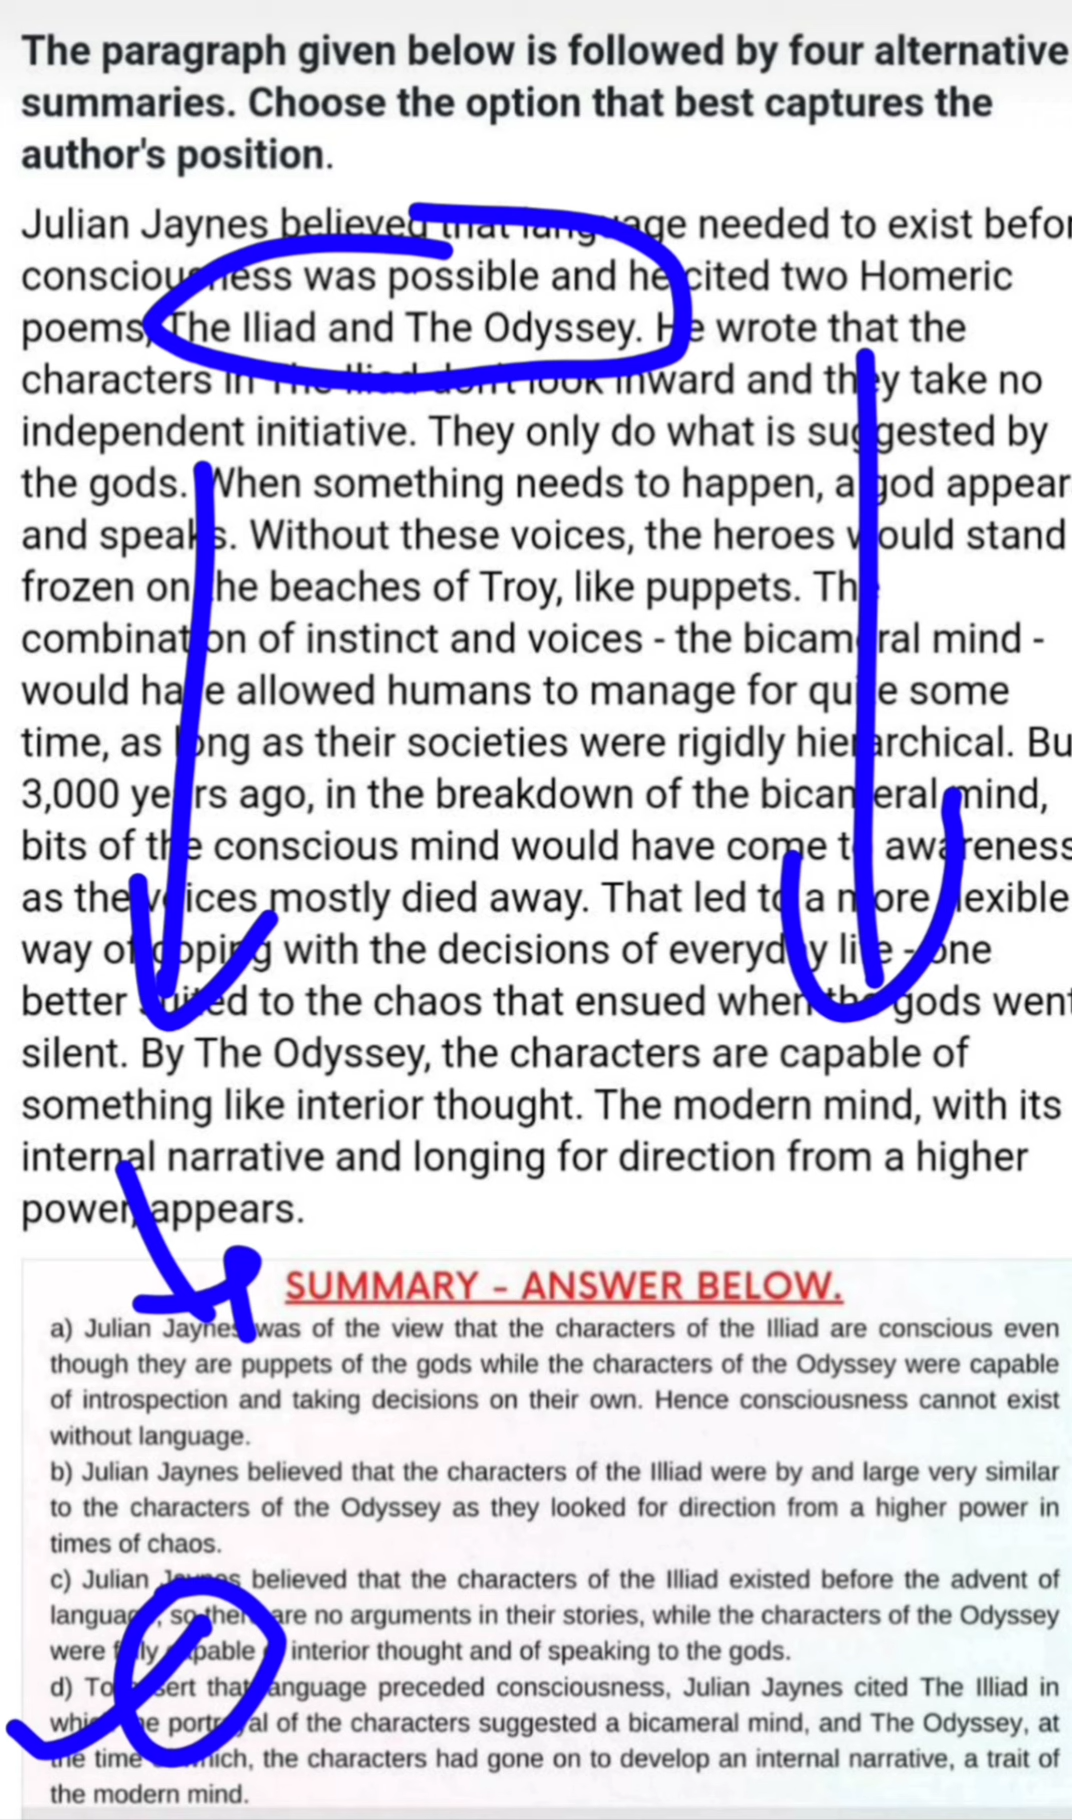 The paragraph given below is followed by four alternative
summaries. Choose the option that best captures the
author's position.
Julian Jaynes believed that language needed to exist befor
consciousness was possible and he cited two Homeric
poems, The Iliad and The Odyssey. He wrote that the
characters in The Iliad don't look inward and they take no
independent initiative. They only do what is suggested by
the gods. When something needs to happen, a god appear
and speaks. Without these voices, the heroes would stand
frozen on the beaches of Troy, like puppets. The
combination of instinct and voices - the bicameral mind -
would have allowed humans to manage for quite some
time, as long as their societies were rigidly hierarchical. Bu
3,000 years ago, in the breakdown of the bicameral mind,
bits of the conscious mind would have come to awareness
as the voices mostly died away. That led to a more flexible
way of coping with the decisions of everyday life - one
better suited to the chaos that ensued when the gods went
silent. By The Odyssey, the characters are capable of
something like interior thought. The modern mind, with its
internal narrative and longing for direction from a higher
power, appears.
SUMMARY - ANSWER BELOW.
a) Julian Jaynes was of the view that the characters of the Illiad are conscious even
though they are puppets of the gods while the characters of the Odyssey were capable
of introspection and taking decisions on their own. Hence consciousness cannot exist
without language.
b) Julian Jaynes believed that the characters of the Illiad were by and large very similar
to the characters of the Odyssey as they looked for direction from a higher power in
times of chaos.
c) Julian Jaynes believed that the characters of the Illiad existed before the advent of
language, so there are no arguments in their stories, while the characters of the Odyssey
were fully capable of interior thought and of speaking to the gods.
d) To assert that language preceded consciousness, Julian Jaynes cited The Illiad in
which the portrayal of the characters suggested a bicameral mind, and The Odyssey, at
the time of which, the characters had gone on to develop an internal narrative, a trait of
the modern mind.